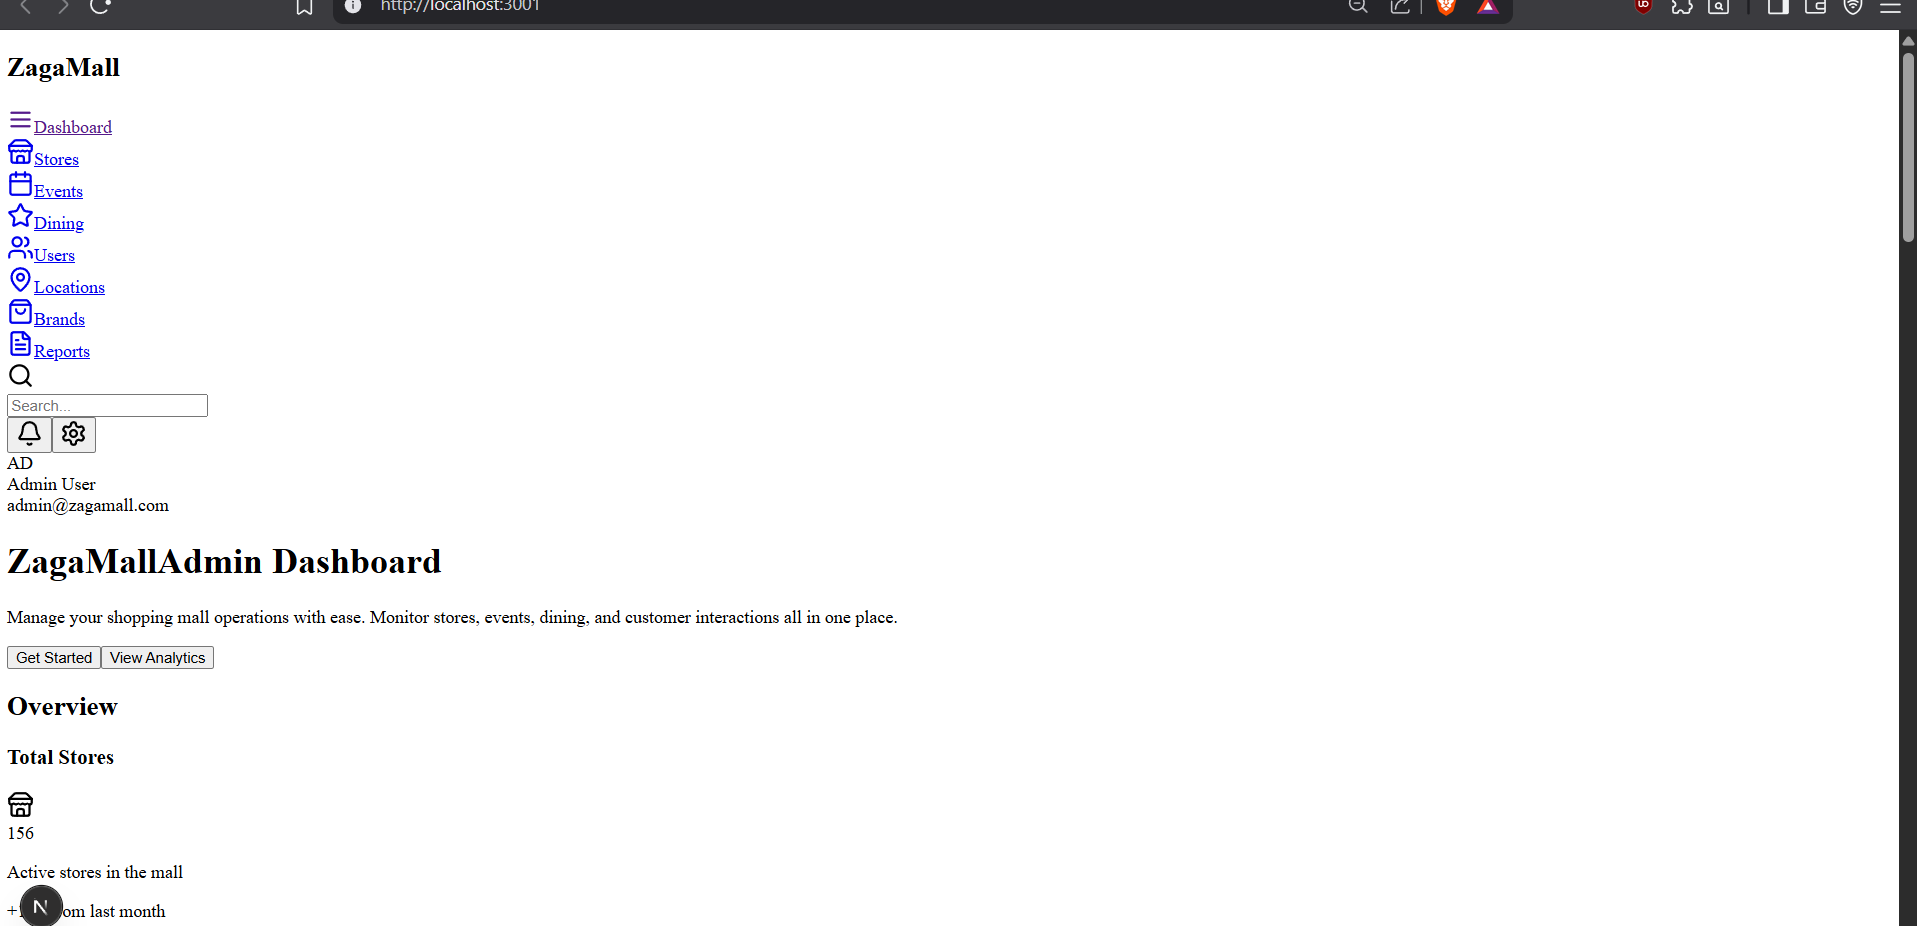 http://localhost:3001
ZagaMall
Dashboard
Stores
Events
Dining
Users
Locations
Brands
Reports
Search...
AD
Admin User
admin@zagamall.com
ZagaMallAdmin Dashboard
Manage your shopping mall operations with ease. Monitor stores, events, dining, and customer interactions all in one place.
Get Started View Analytics
Overview
Total Stores
156
Active stores in the mall
+ om last month
N